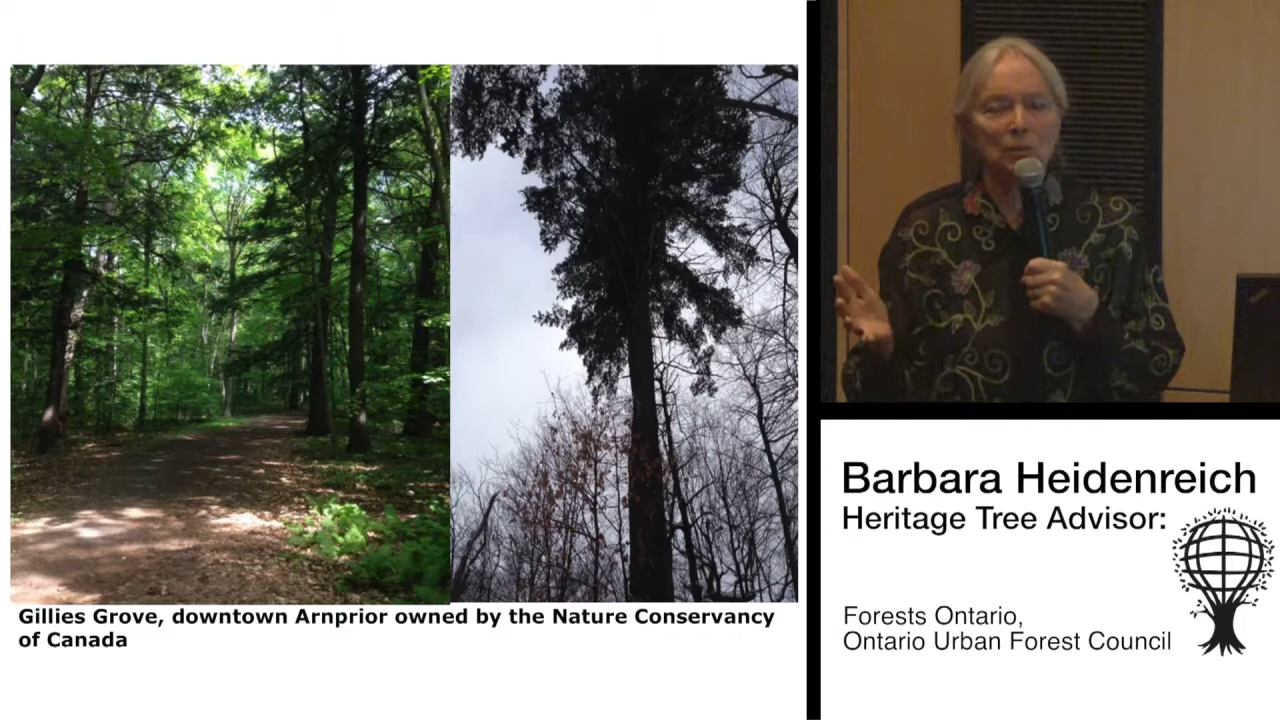 Gillies Grove, downtown Arnprior owned by the Nature Conservancy
of Canada
Barbara Heidenreich
Heritage Tree Advisor:
Forests Ontario,
Ontario Urban Forest Council